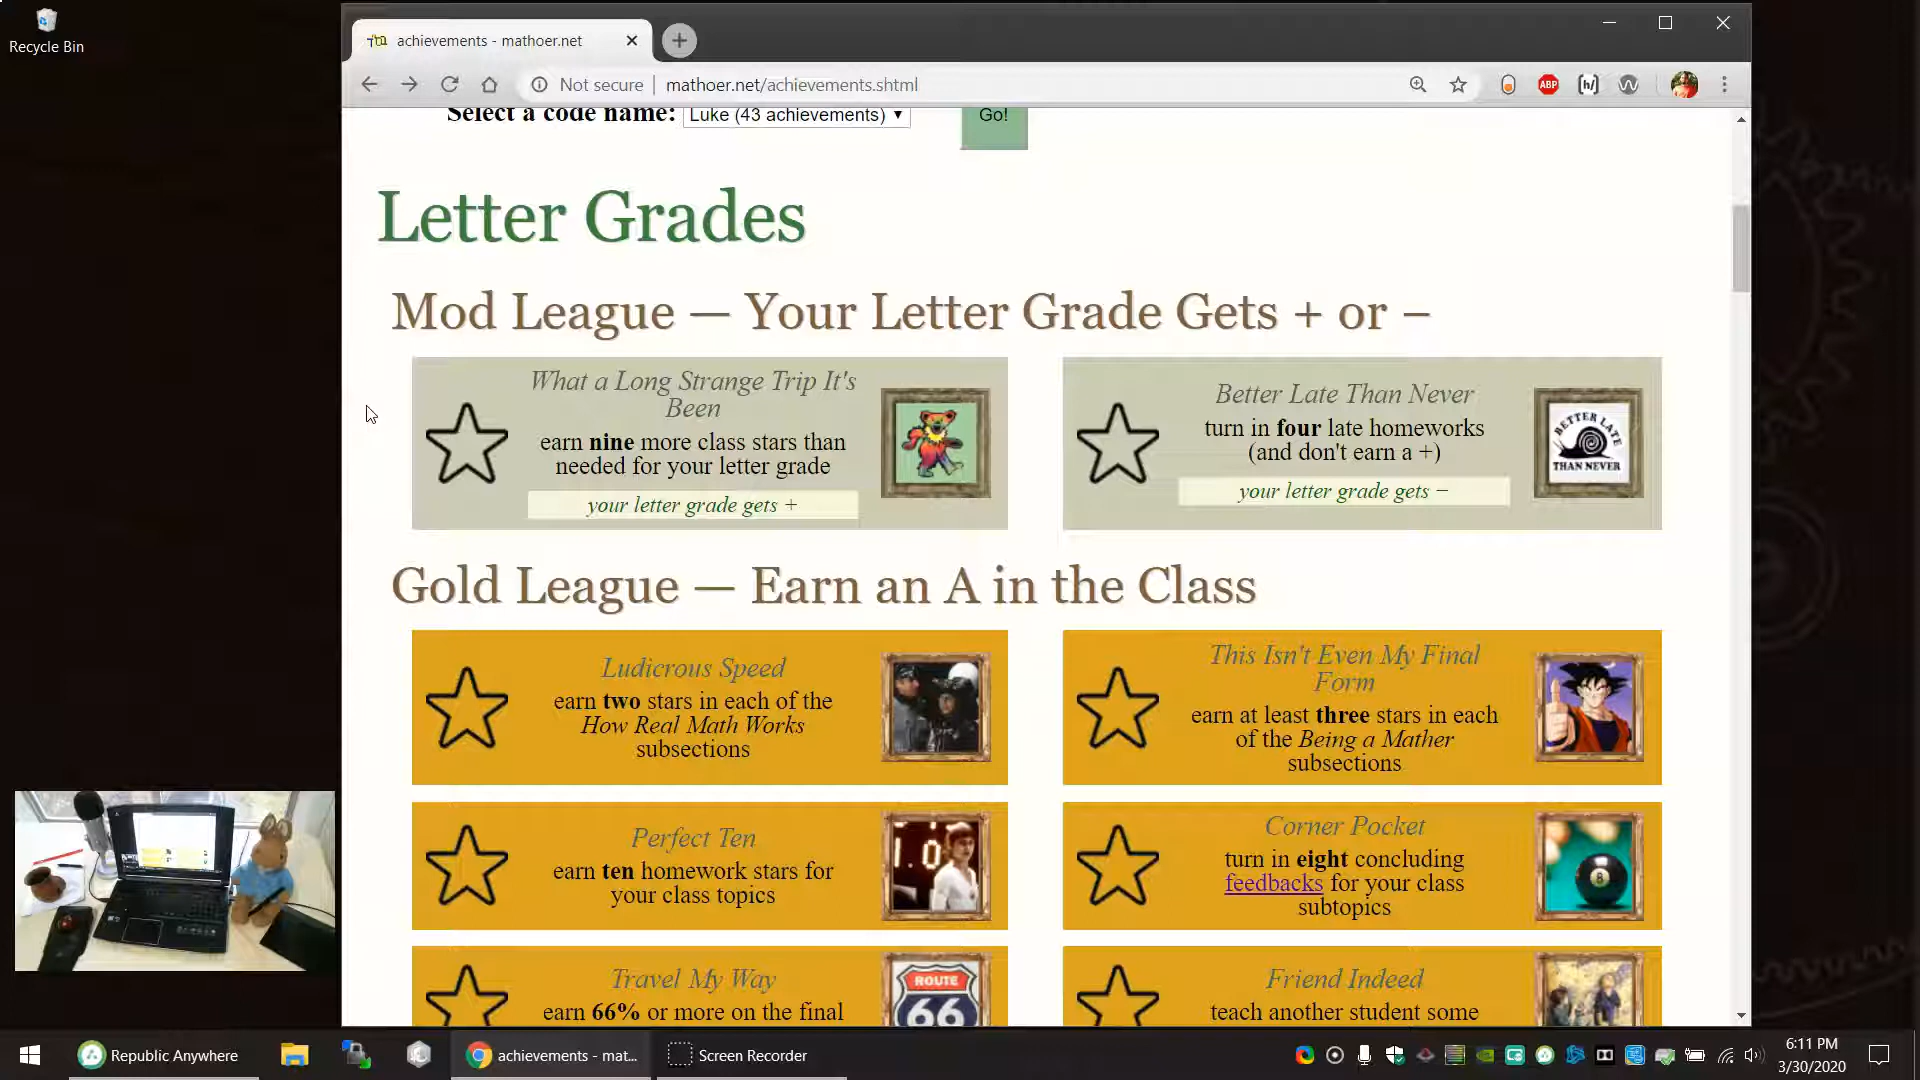 Recycle Bin
achievements - mathoer.net
Not secure
mathoer.net/achievements.shtml
ABP
[h/]
Select a code name: Luke (43 achievements)
Go!
Letter Grades
Mod League — Your Letter Grade Gets + or −
What a Long Strange Trip It's
Been
earn nine more class stars than
needed for your letter grade
your letter grade gets +
Better Late Than Never
turn in four late homeworks
(and don't earn a +)
your letter grade gets −
BETTER LATE
THAN NEVER
Gold League — Earn an A in the Class
Ludicrous Speed
earn two stars in each of the
How Real Math Works
subsections
This Isn't Even My Final
Form
earn at least three stars in each
of the Being a Mather
subsections
Perfect Ten
earn ten homework stars for
your class topics
1.0
Corner Pocket
turn in eight concluding
feedbacks for your class
subtopics
8
Travel My Way
earn 66% or more on the final
ROUTE
66
Friend Indeed
teach another student some
Republic Anywhere
achievements - mat...
Screen Recorder
6:11 PM
3/30/2020